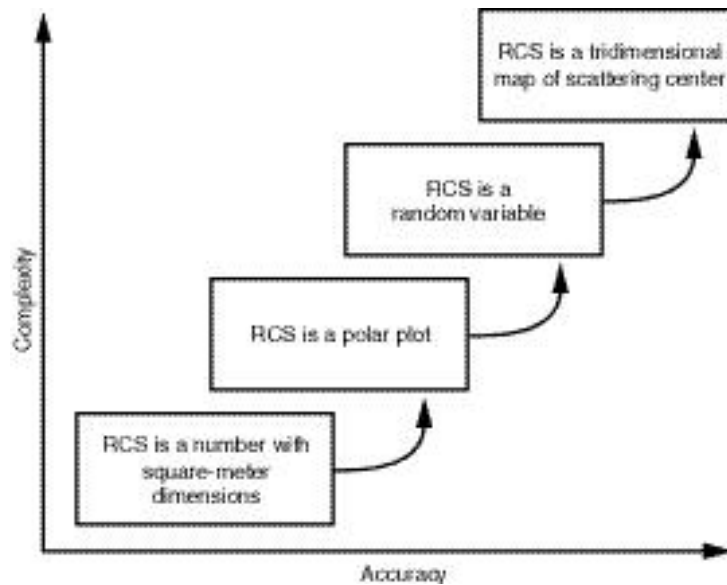 RCS is a tridimensional
map of scattering center
RCS is a
random variable
RCS is a polar plot
RCS is a number with
square-meter
dimensions
Complexity
Accuracy